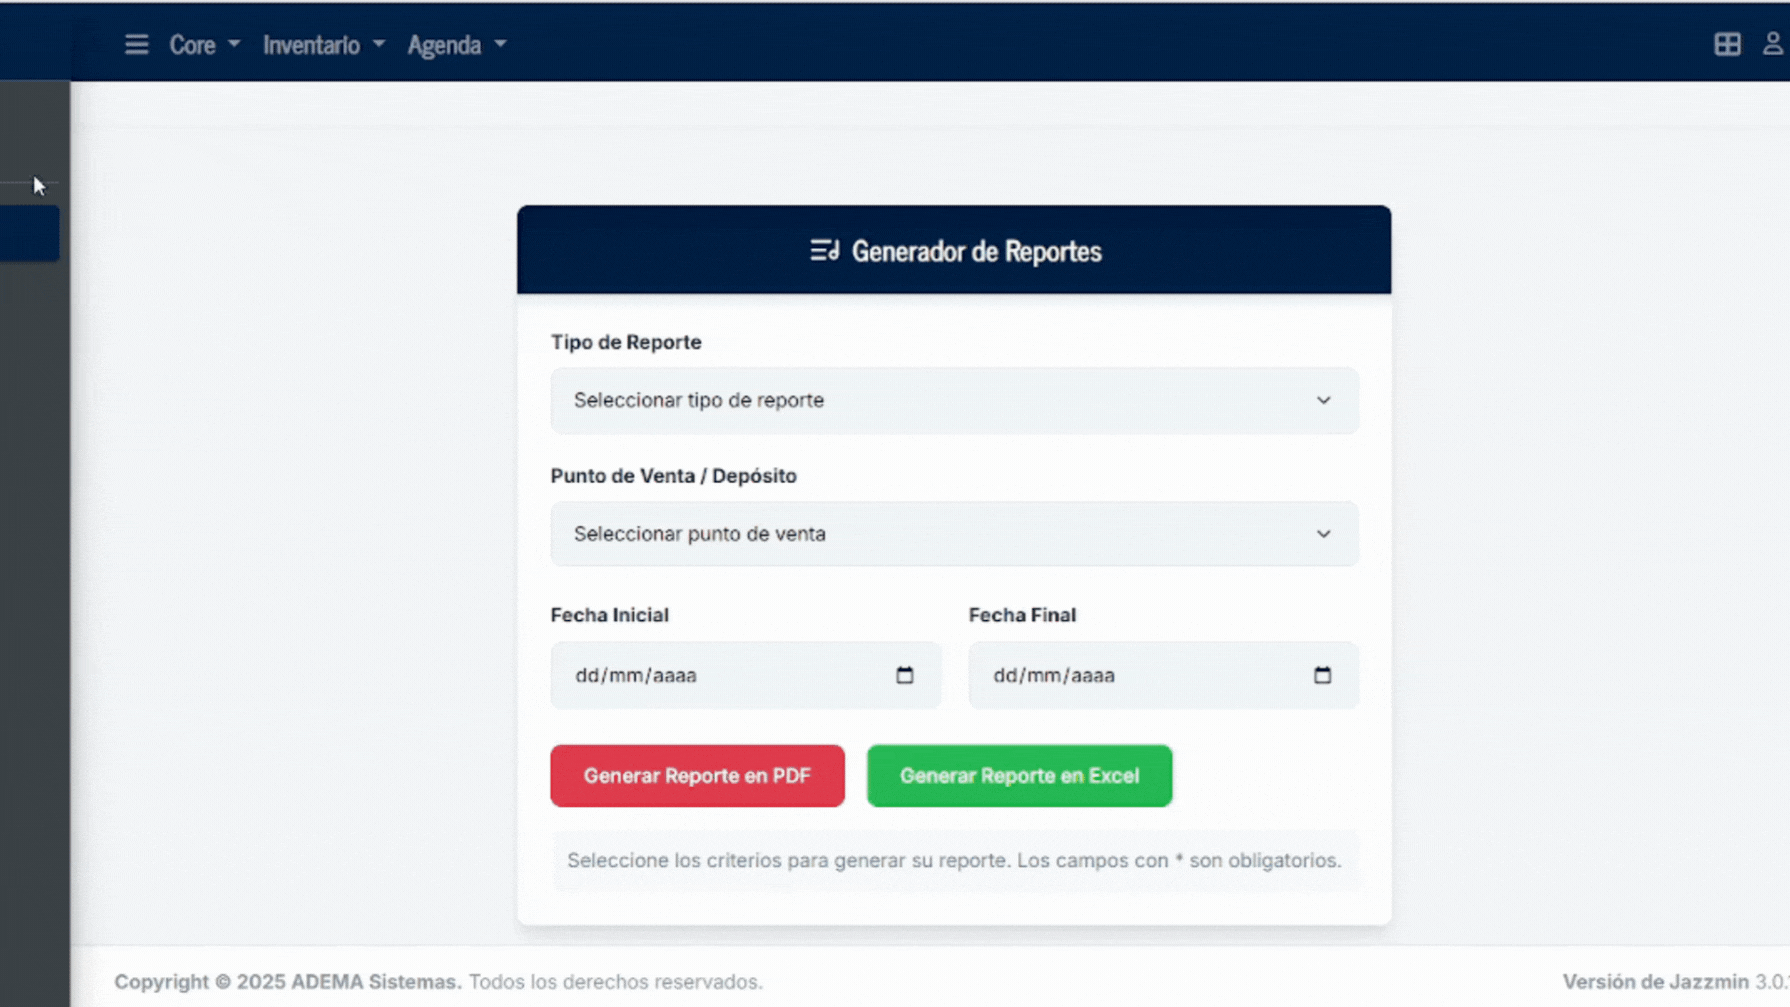 Core Inventario Agenda
Generador de Reportes
Tipo de Reporte
Seleccionar tipo de reporte
Punto de Venta / Depósito
Seleccionar punto de venta
Fecha Inicial Fecha Final
dd/mm/aaaa dd/mm/aaaa
Generar Reporte en PDF Generar Reporte en Excel
Seleccione los criterios para generar su reporte. Los campos con * son obligatorios.
Copyright © 2025 ADEMA Sistemas. Todos los derechos reservados. Versión de Jazzmin 3.0.